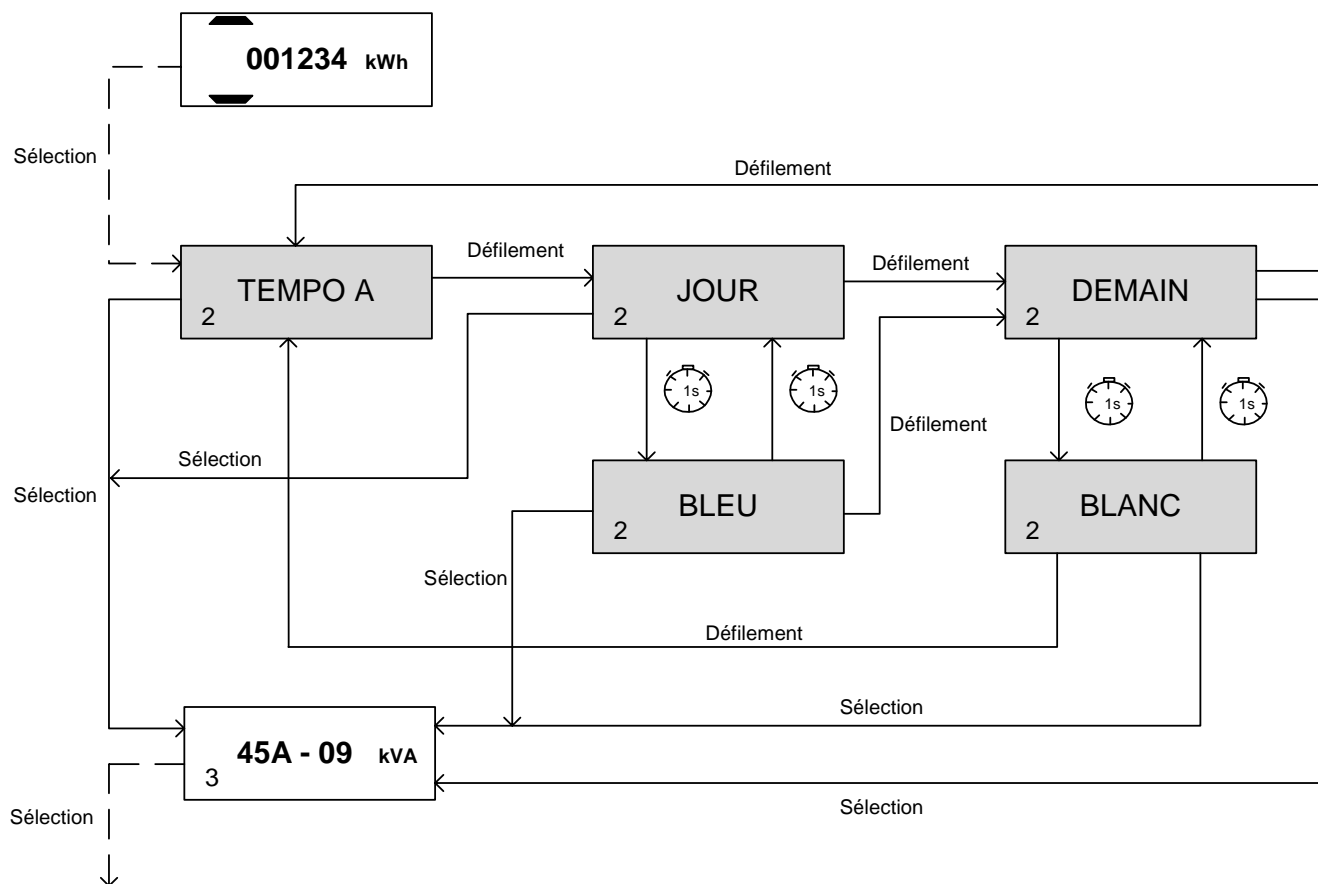 001234 kWh
Sélection
Défilement
TEMPO A
2
Défilement
JOUR
2
Défilement
DEMAIN
2
1s
1s
1s
1s
Défilement
Sélection
Sélection
BLEU
2
BLANC
2
Sélection
Défilement
Sélection
45A - 09 kVA
3
Sélection
Sélection